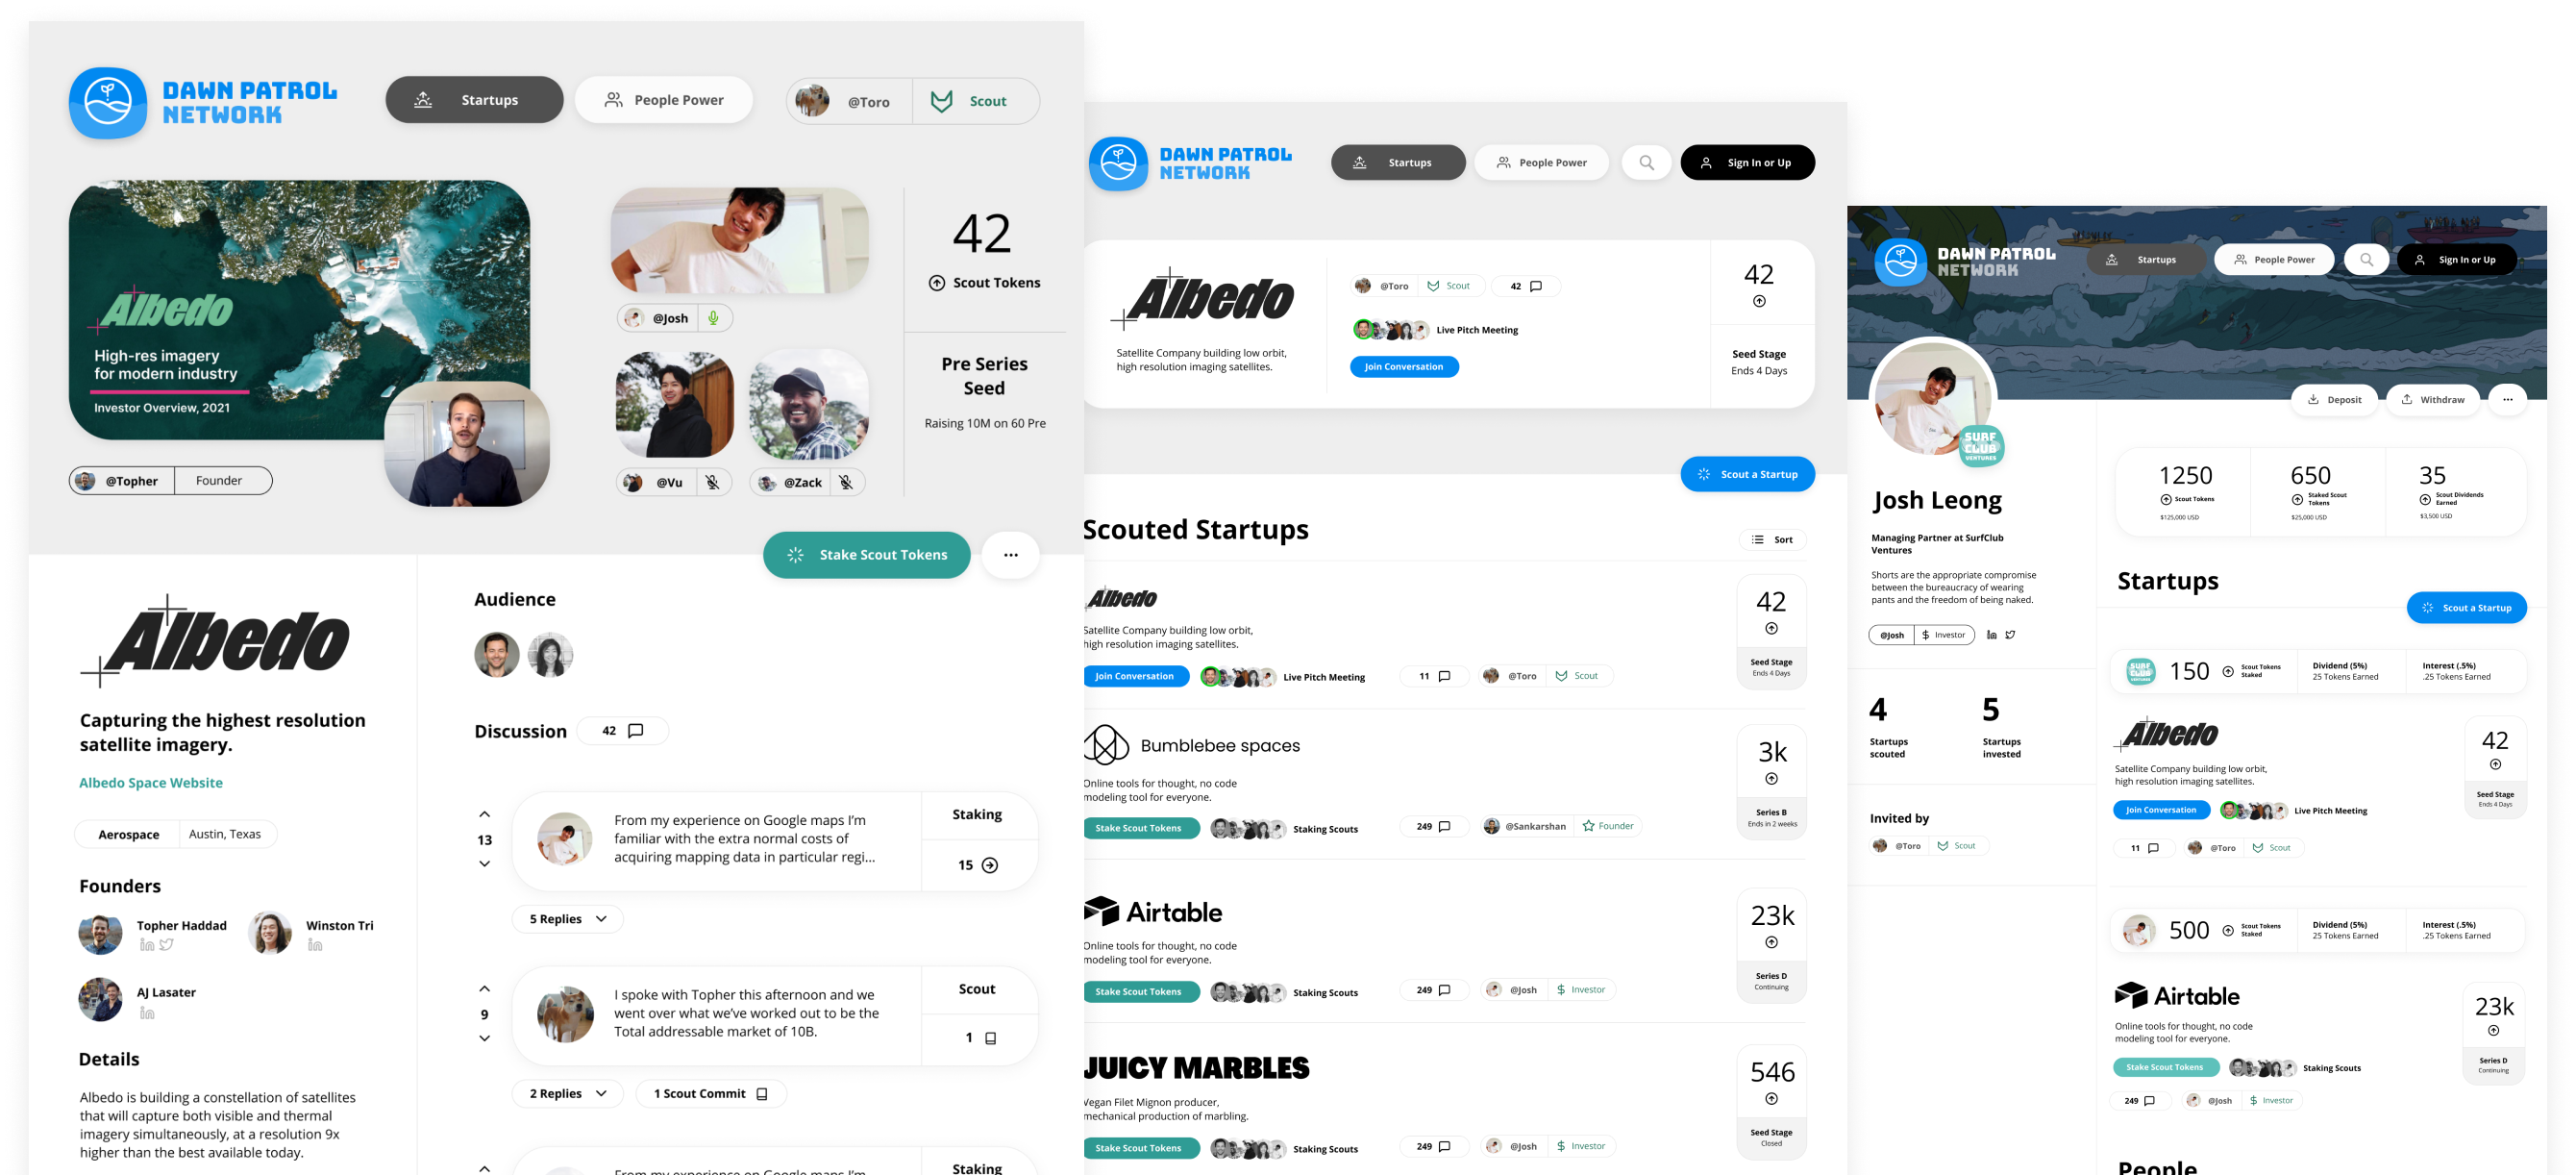 DAWN PATROL
NETWORK
Startups
People Power
@Toro
Scout
Albedo
High-res imagery
for modern industry
Investor Overview, 2021
@Topher
Founder
@Josh
@Vu
@Zack
42
Scout Tokens
Pre Series
Seed
Raising 10M on 60 Pre
Stake Scout Tokens
Albedo
Capturing the highest resolution
satellite imagery.
Albedo Space Website
Aerospace
Austin, Texas
Founders
Topher Haddad
Winston Tri
AJ Lasater
Details
Albedo is building a constellation of satellites
that will capture both visible and thermal
imagery simultaneously, at a resolution 9x
higher than the best available today.
Audience
Discussion
42
13
From my experience on Google maps I’m
familiar with the extra normal costs of
acquiring mapping data in particular regi...
Staking
15
5 Replies
9
I spoke with Topher this afternoon and we
went over what we’ve worked out to be the
Total addressable market of 10B.
Scout
1
2 Replies
1 Scout Commit
From my experience on Google maps I’m
Staking
DAWN PATROL
NETWORK
Startups
People Power
Sign In or Up
Albedo
Satellite Company building low orbit,
high resolution imaging satellites.
@Toro
Scout
42
Live Pitch Meeting
Join Conversation
42
Seed Stage
Ends 4 Days
Scout a Startup
Scouted Startups
Sort
Albedo
Satellite Company building low orbit,
high resolution imaging satellites.
Join Conversation
Live Pitch Meeting
11
@Toro
Scout
42
Seed Stage
Ends 4 Days
Bumblebee spaces
Online tools for thought, no code
modeling tool for everyone.
Stake Scout Tokens
Staking Scouts
249
@Sankarshan
Founder
3k
Series B
Ends in 2 weeks
Airtable
Online tools for thought, no code
modeling tool for everyone.
Stake Scout Tokens
Staking Scouts
249
@Josh
Investor
23k
Series D
Continuing
JUICY MARBLES
Vegan Filet Mignon producer,
mechanical production of marbling.
Stake Scout Tokens
Staking Scouts
249
@Josh
Investor
546
Seed Stage
Closed
DAWN PATROL
NETWORK
Startups
People Power
Sign In or Up
SURF
CLUB
VENTURES
Deposit
Withdraw
Josh Leong
Managing Partner at SurfClub
Ventures
Shorts are the appropriate compromise
between the bureaucracy of wearing
pants and the freedom of being naked.
@Josh
Investor
4
Startups
scouted
5
Startups
invested
Invited by
@Toro
Scout
1250
Scout Tokens
$125,000 USD
650
Staked Scout
Tokens
$25,000 USD
35
Scout Dividends
Earned
$3,500 USD
Startups
Scout a Startup
SURF
CLUB
150
Scout Tokens
Staked
Dividend (5%)
25 Tokens Earned
Interest (.5%)
.25 Tokens Earned
Albedo
Satellite Company building low orbit,
high resolution imaging satellites.
Join Conversation
Live Pitch Meeting
11
@Toro
Scout
42
Seed Stage
Ends 4 Days
500
Scout Tokens
Staked
Dividend (5%)
25 Tokens Earned
Interest (.5%)
.25 Tokens Earned
Airtable
Online tools for thought, no code
modeling tool for everyone.
Stake Scout Tokens
Staking Scouts
249
@Josh
Investor
23k
Series D
Continuing
People